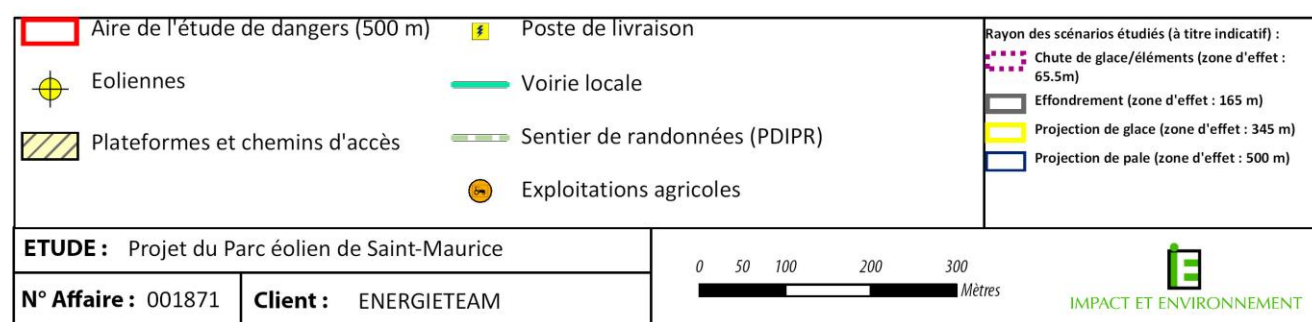 Aire de l'étude de dangers (500 m)
Eoliennes
Plateformes et chemins d'accès
Poste de livraison
Voirie locale
Sentier de randonnées (PDIPR)
Exploitations agricoles
Rayon des scénarios étudiés (à titre indicatif) :
Chute de glace/éléments (zone d'effet :
65.5m)
Effondrement (zone d'effet : 165 m)
Projection de glace (zone d'effet : 345 m)
Projection de pale (zone d'effet : 500 m)
ETUDE : Projet du Parc éolien de Saint-Maurice
N° Affaire : 001871
Client : ENERGIETEAM
0 50 100 200 300
Mètres
iE
IMPACT ET ENVIRONNEMENT